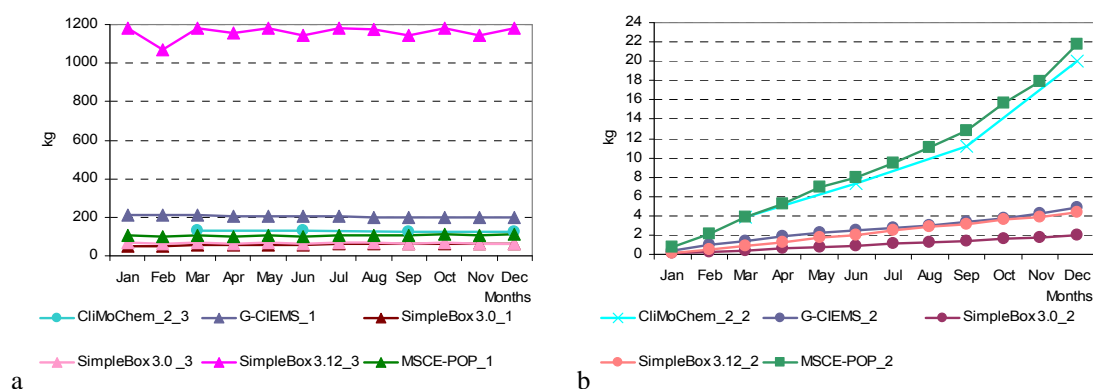 1200
1000
800
600
400
200
0
kg
Jan Feb Mar Apr May Jun Jul Aug Sep Oct Nov Dec
Months
CliMoChem_2_3 G-CIEMS_1 SimpleBox 3.0_1
SimpleBox 3.0 _3 SimpleBox 3.12_3 MSCE-POP_1
a
24
22
20
18
16
14
12
10
8
6
4
2
0
kg
Jan Feb Mar Apr May Jun Jul Aug Sep Oct Nov Dec
Months
CliMoChem_2_2 G-CIEMS_2 SimpleBox 3.0_2
SimpleBox 3.12_2 MSCE-POP_2
b